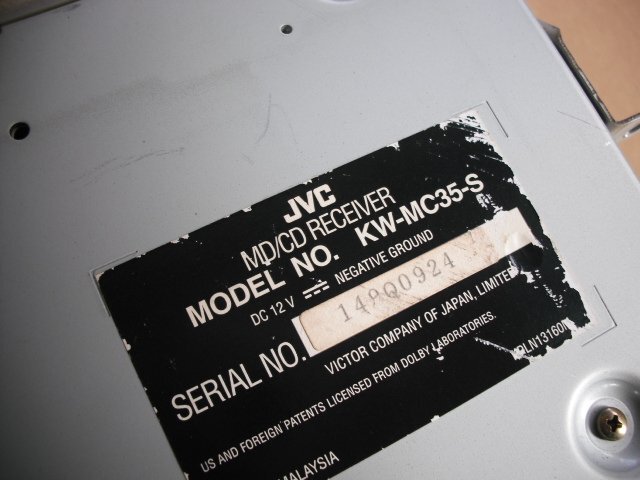 JVC
MD/CD RECEIVER
MODEL NO. KW-MC35-S
DC 12 V ⎓ NEGATIVE GROUND
SERIAL NO. 148Q0924
VICTOR COMPANY OF JAPAN, LIMITED
US AND FOREIGN PATENTS LICENSED FROM DOLBY LABORATORIES.
MALAYSIA